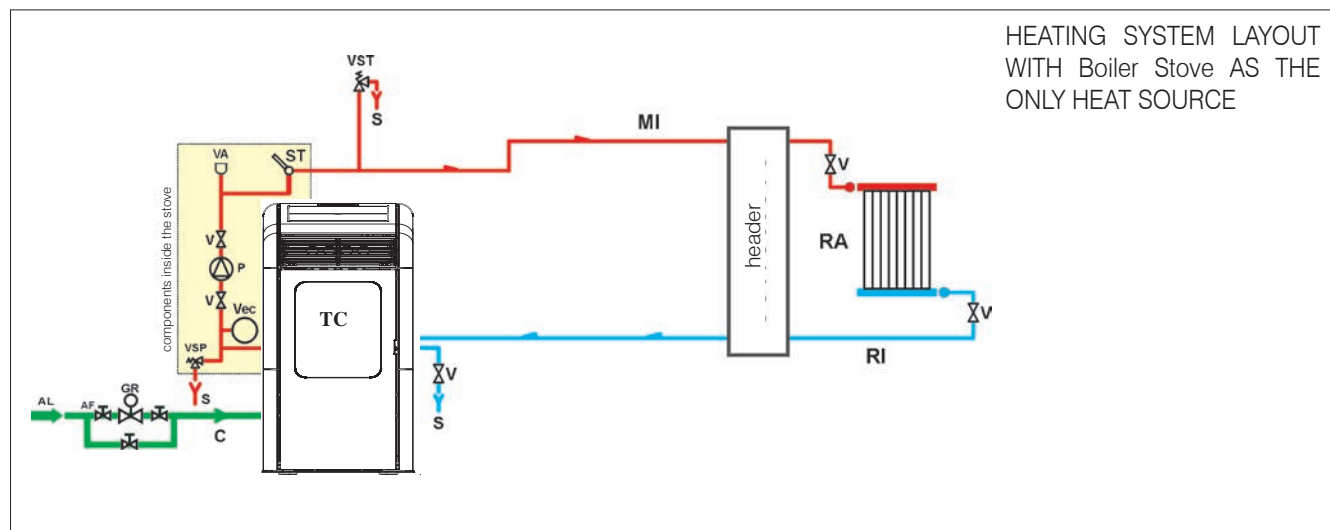 HEATING SYSTEM LAYOUT
WITH Boiler Stove AS THE
ONLY HEAT SOURCE
VST
S
MI
VA
ST
V
header
RA
components inside the stove
V
P
V
Vec
TC
V
VSP
RI
V
S
S
AL
AF
GR
C